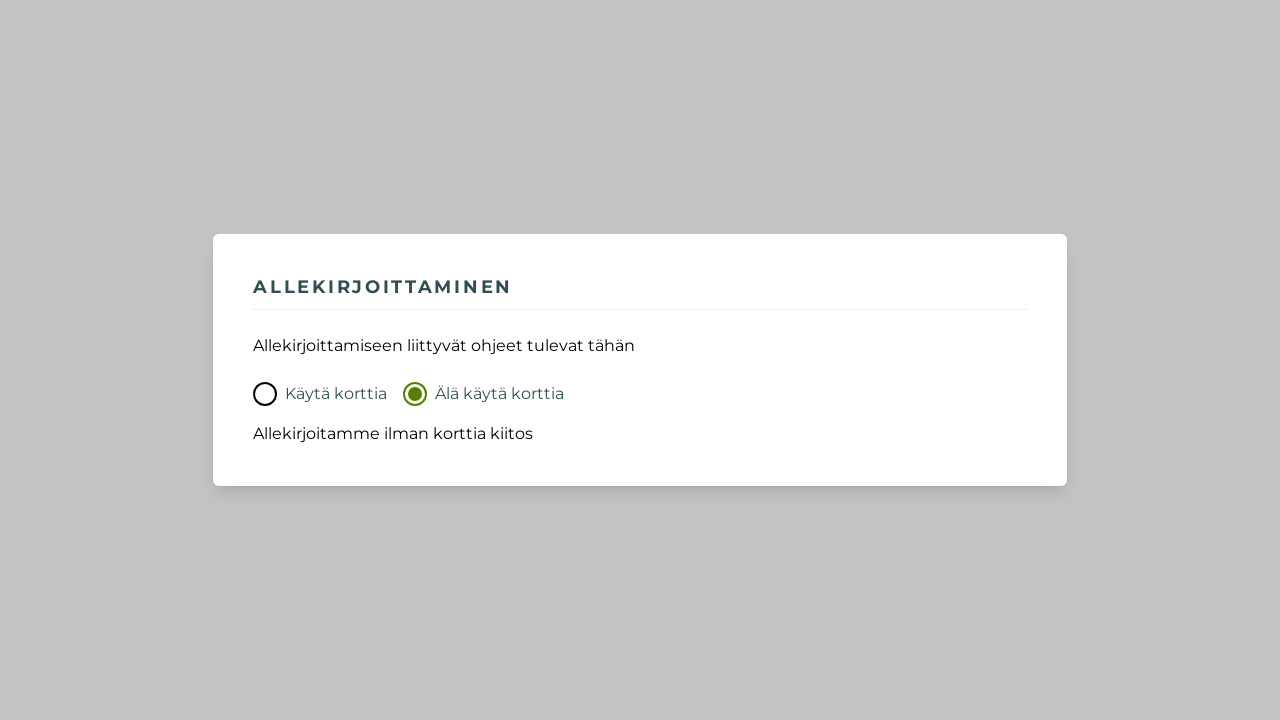 ALLEKIRJOITTAMINEN
Allekirjoittamiseen liittyvät ohjeet tulevat tähän
Käytä korttia Älä käytä korttia
Allekirjoitamme ilman korttia kiitos